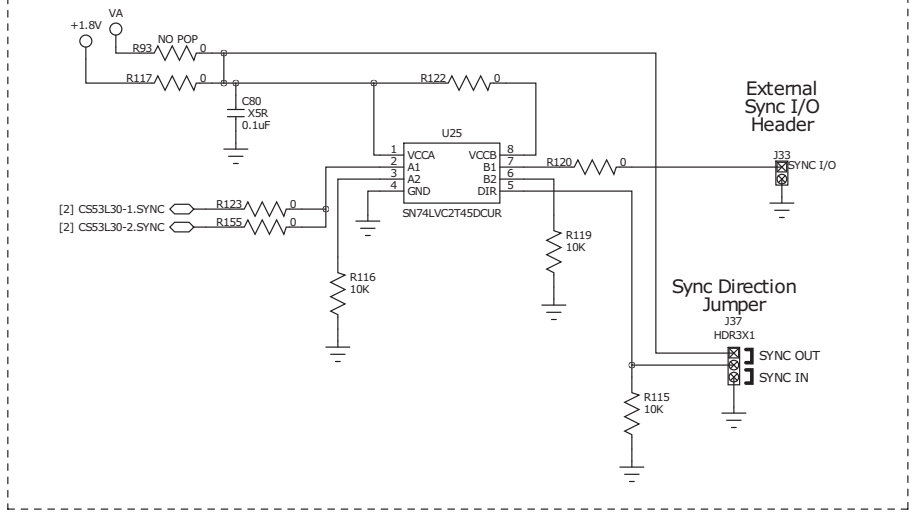 VA
+1.8V
NO POP
R93 0
R117 0
R122 0
C80
X5R
0.1uF
External
Sync I/O
Header
U25
J33
1 VCCA VCCB 8
2 A1 B1 7
3 A2 B2 6
4 GND DIR 5
R120 0
SYNC I/O
SN74LVC2T45DCUR
[2] CS53L30-1.SYNC R123 0
[2] CS53L30-2.SYNC R155 0
R119
10K
R116
10K
Sync Direction
Jumper
J37
HDR3X1
SYNC OUT
SYNC IN
R115
10K